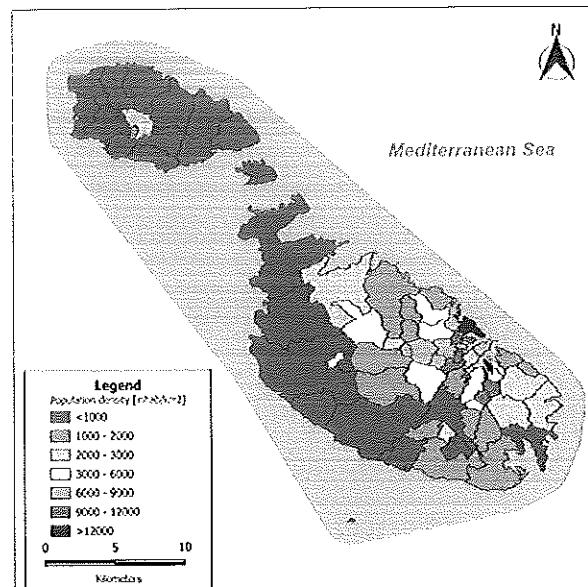 N
Mediterranean Sea
Legend
Population density [inhab/km2]
<1000
1000 - 2000
2000 - 3000
3000 - 6000
6000 - 9000
9000 - 12000
>12000
0 5 10
Kilometers